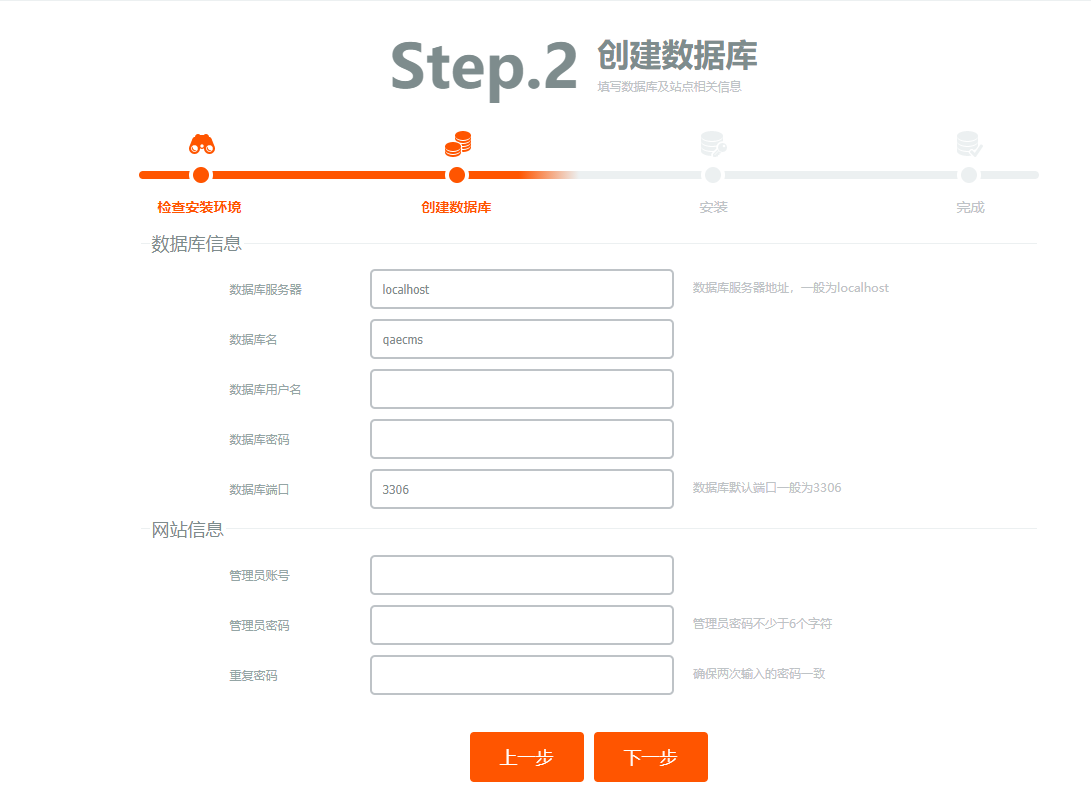 Step.2 创建数据库
填写数据库及站点相关信息
检查安装环境 创建数据库 安装 完成
数据库信息
数据库服务器 localhost 数据库服务器地址，一般为localhost
数据库名 qaecms
数据库用户名
数据库密码
数据库端口 3306 数据库默认端口一般为3306
网站信息
管理员账号
管理员密码 管理员密码不少于6个字符
重复密码 确保两次输入的密码一致
上一步 下一步